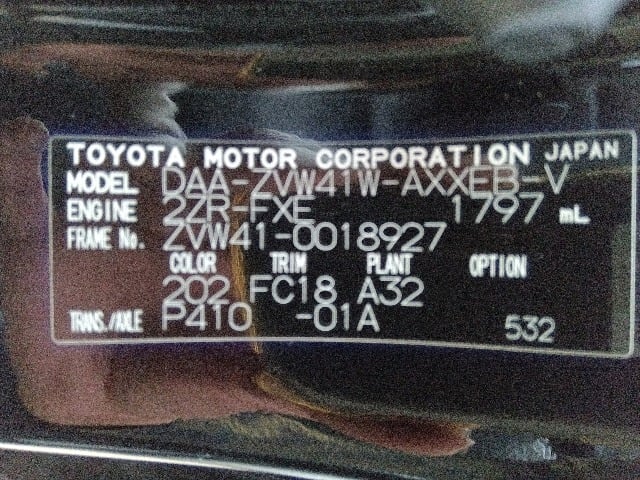 TOYOTA MOTOR CORPORATION JAPAN
MODEL DAA-ZVW41W-AXXEB-V
ENGINE 2ZR-FXE 1797 mL
FRAME No. ZVW41-0018927
COLOR TRIM PLANT OPTION
202 FC18 A32
TRANS./AXLE P410 -01A 532